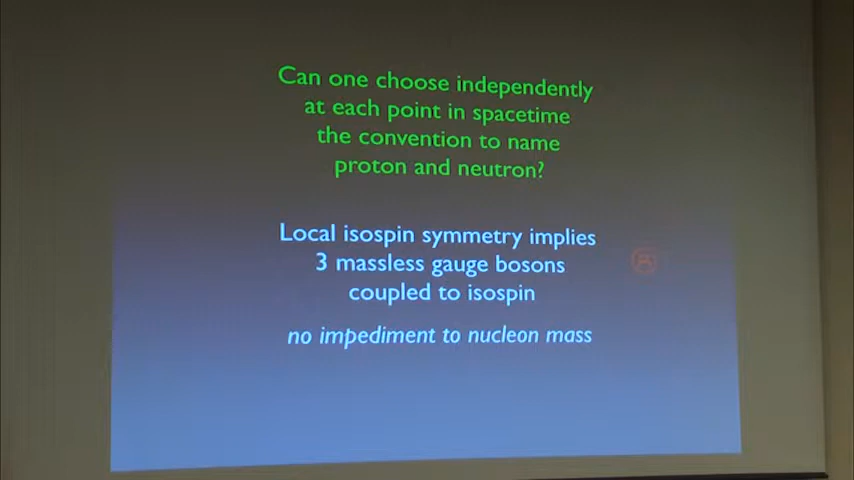 Can one choose independently
at each point in spacetime
the convention to name
proton and neutron?
Local isospin symmetry implies
3 massless gauge bosons
coupled to isospin
no impediment to nucleon mass